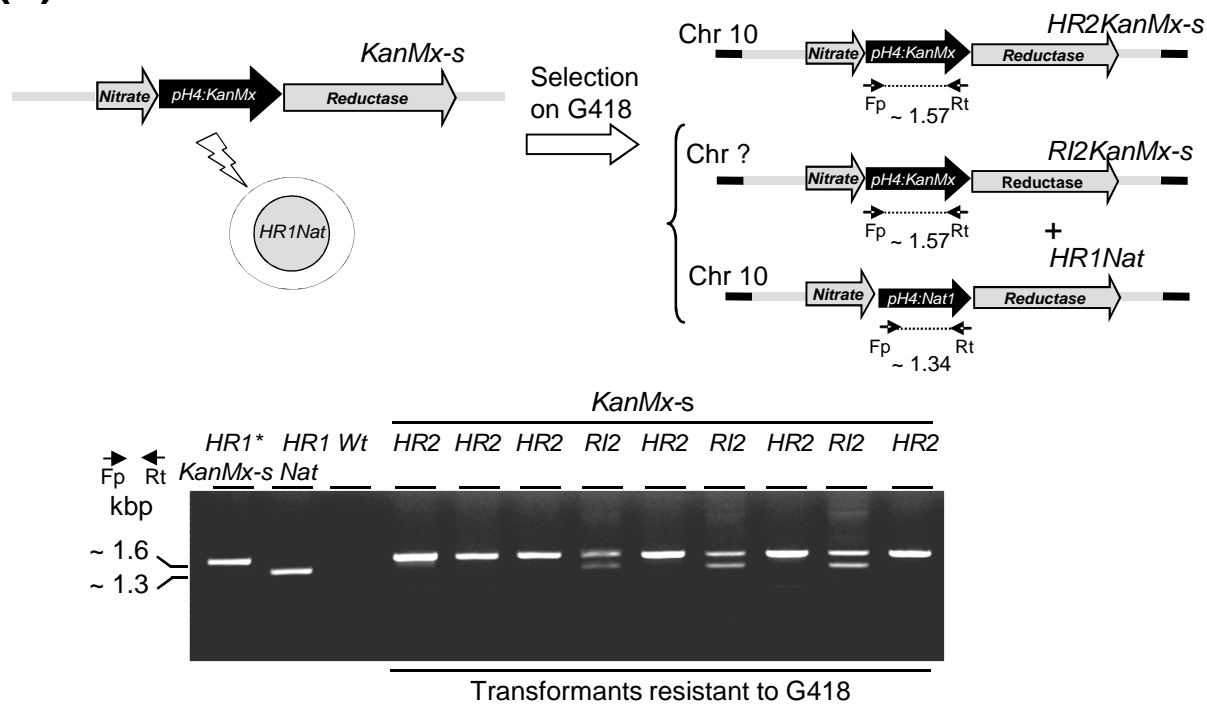 KanMx-s
Nitrate pH4:KanMx Reductase
HR1Nat
Selection
on G418
Chr 10 HR2KanMx-s
Nitrate pH4:KanMx Reductase
Fp Rt
~ 1.57
Chr ? RI2KanMx-s
Nitrate pH4:KanMx Reductase
Fp Rt
~ 1.57
+
HR1Nat
Chr 10
Nitrate pH4:Nat1 Reductase
Fp Rt
~ 1.34
KanMx-s
HR1* HR1 Wt HR2 HR2 HR2 RI2 HR2 RI2 HR2 RI2 HR2
Fp Rt KanMx-s Nat
kbp
~ 1.6
~ 1.3
Transformants resistant to G418